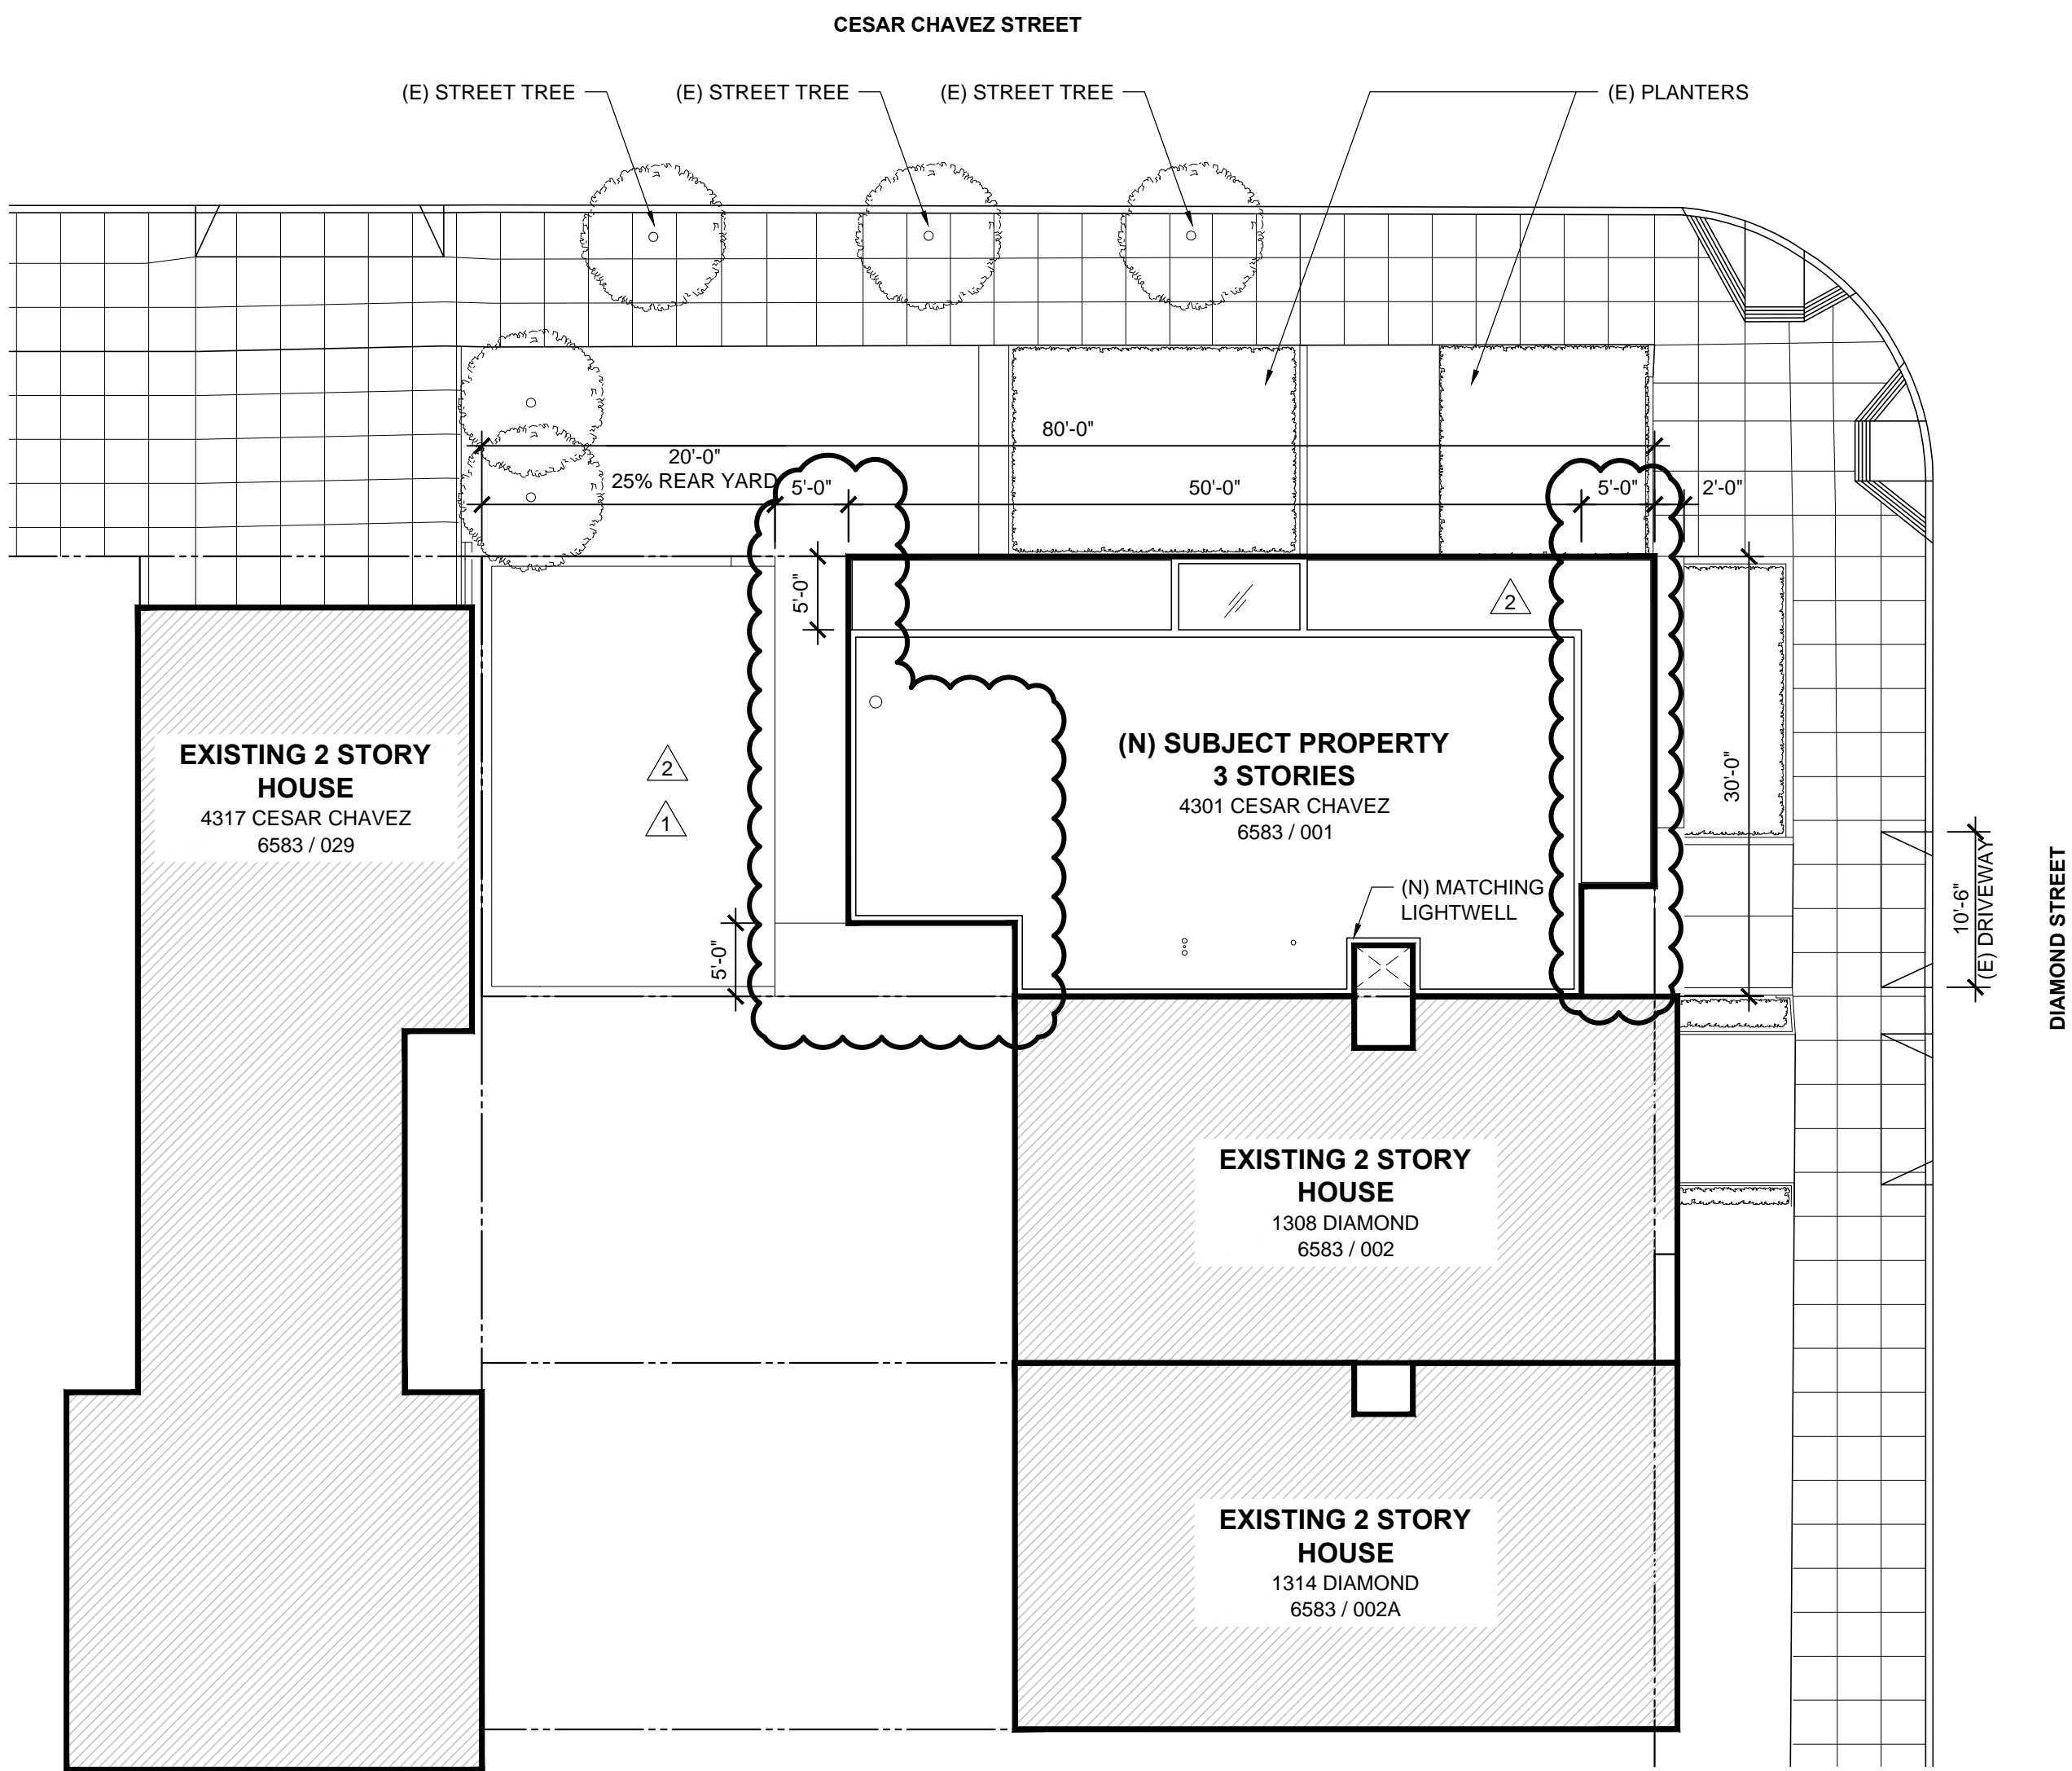 CESAR CHAVEZ STREET
(E) STREET TREE
(E) STREET TREE
(E) STREET TREE
(E) PLANTERS
80'-0"
20'-0"
25% REAR YARD
5'-0"
50'-0"
5'-0"
2'-0"
5'-0"
2
(N) SUBJECT PROPERTY
3 STORIES
4301 CESAR CHAVEZ
6583 / 001
EXISTING 2 STORY
HOUSE
4317 CESAR CHAVEZ
6583 / 029
2
1
30'-0"
(N) MATCHING
LIGHTWELL
5'-0"
10'-6"
(E) DRIVEWAY
DIAMOND STREET
EXISTING 2 STORY
HOUSE
1308 DIAMOND
6583 / 002
EXISTING 2 STORY
HOUSE
1314 DIAMOND
6583 / 002A